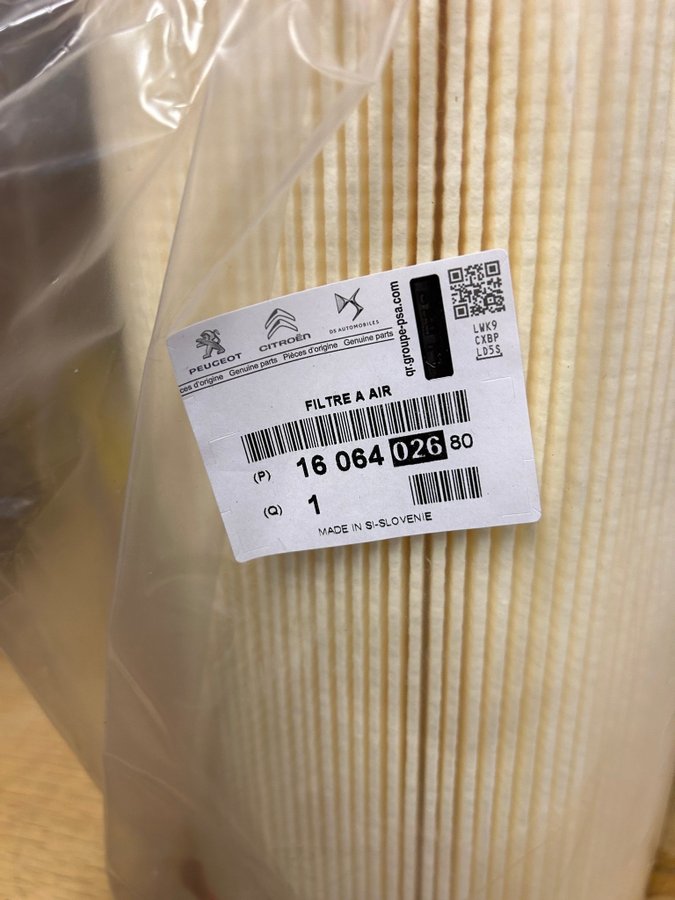 PEUGEOT
CITROËN
DS AUTOMOBILES
ces d'origine Genuine parts Pièces d'origine Genuine parts
qr.groupe-psa.com
LWK9
CXBP
LD5S
FILTRE A AIR
(P) 16 064 026 80
(Q) 1
MADE IN SI-SLOVENIE